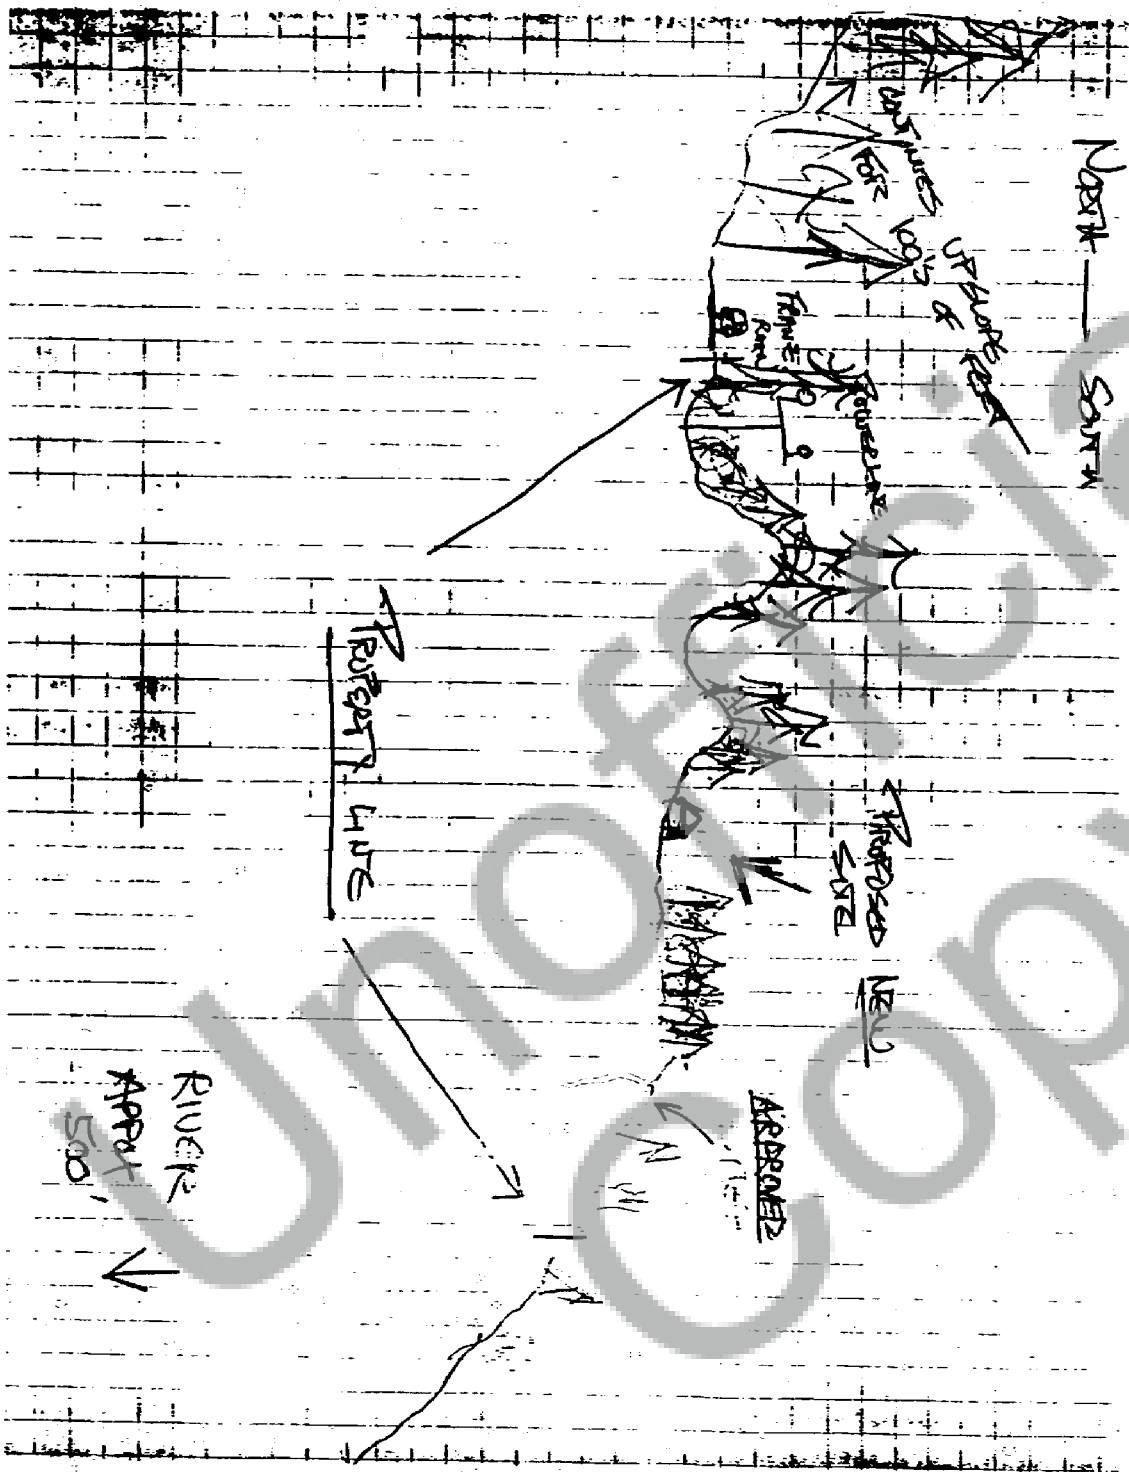 NORTH — SOUTH
CONTINUES
FOR
100'S
UPSLOPE
OF
FEET
POWERLINE
PROPOSED
SITE
NEW
APPROVED
PROPERTY LINE
RIVER
APPROX
500'
Unofficial
Copy